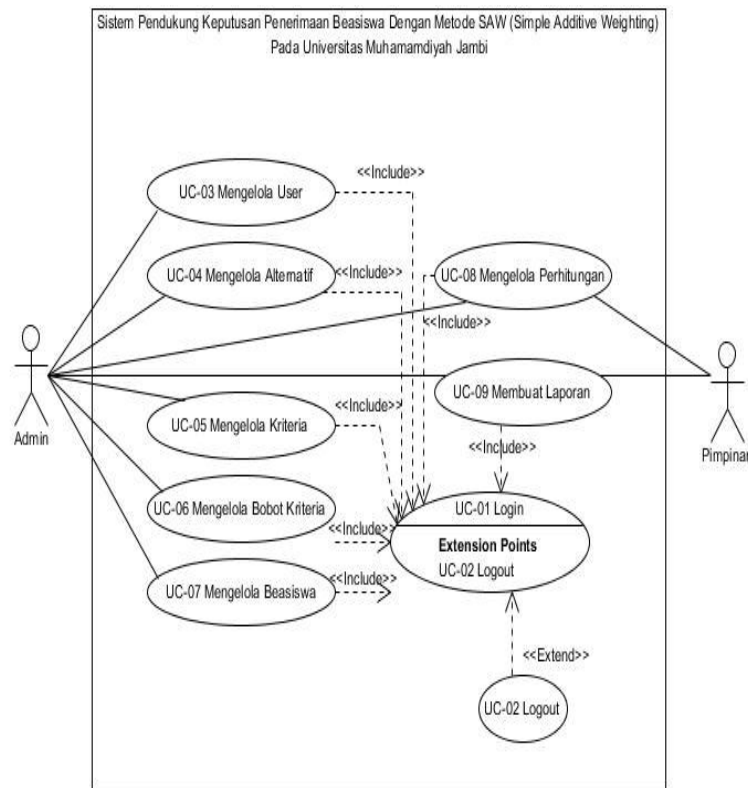 Sistem Pendukung Keputusan Penerimaan Beasiswa Dengan Metode SAW (Simple Additive Weighting)
Pada Universitas Muhamamdiyah Jambi
<<Include>>
UC-03 Mengelola User
UC-04 Mengelola Alternatif
<<Include>>
UC-08 Mengelola Perhitungan
<<Include>>
UC-09 Membuat Laporan
Admin
Pimpinan
<<Include>>
UC-05 Mengelola Kriteria
<<Include>>
UC-06 Mengelola Bobot Kriteria
<<Include>>
UC-01 Login
Extension Points
UC-02 Logout
UC-07 Mengelola Beasiswa
<<Include>>
<<Extend>>
UC-02 Logout